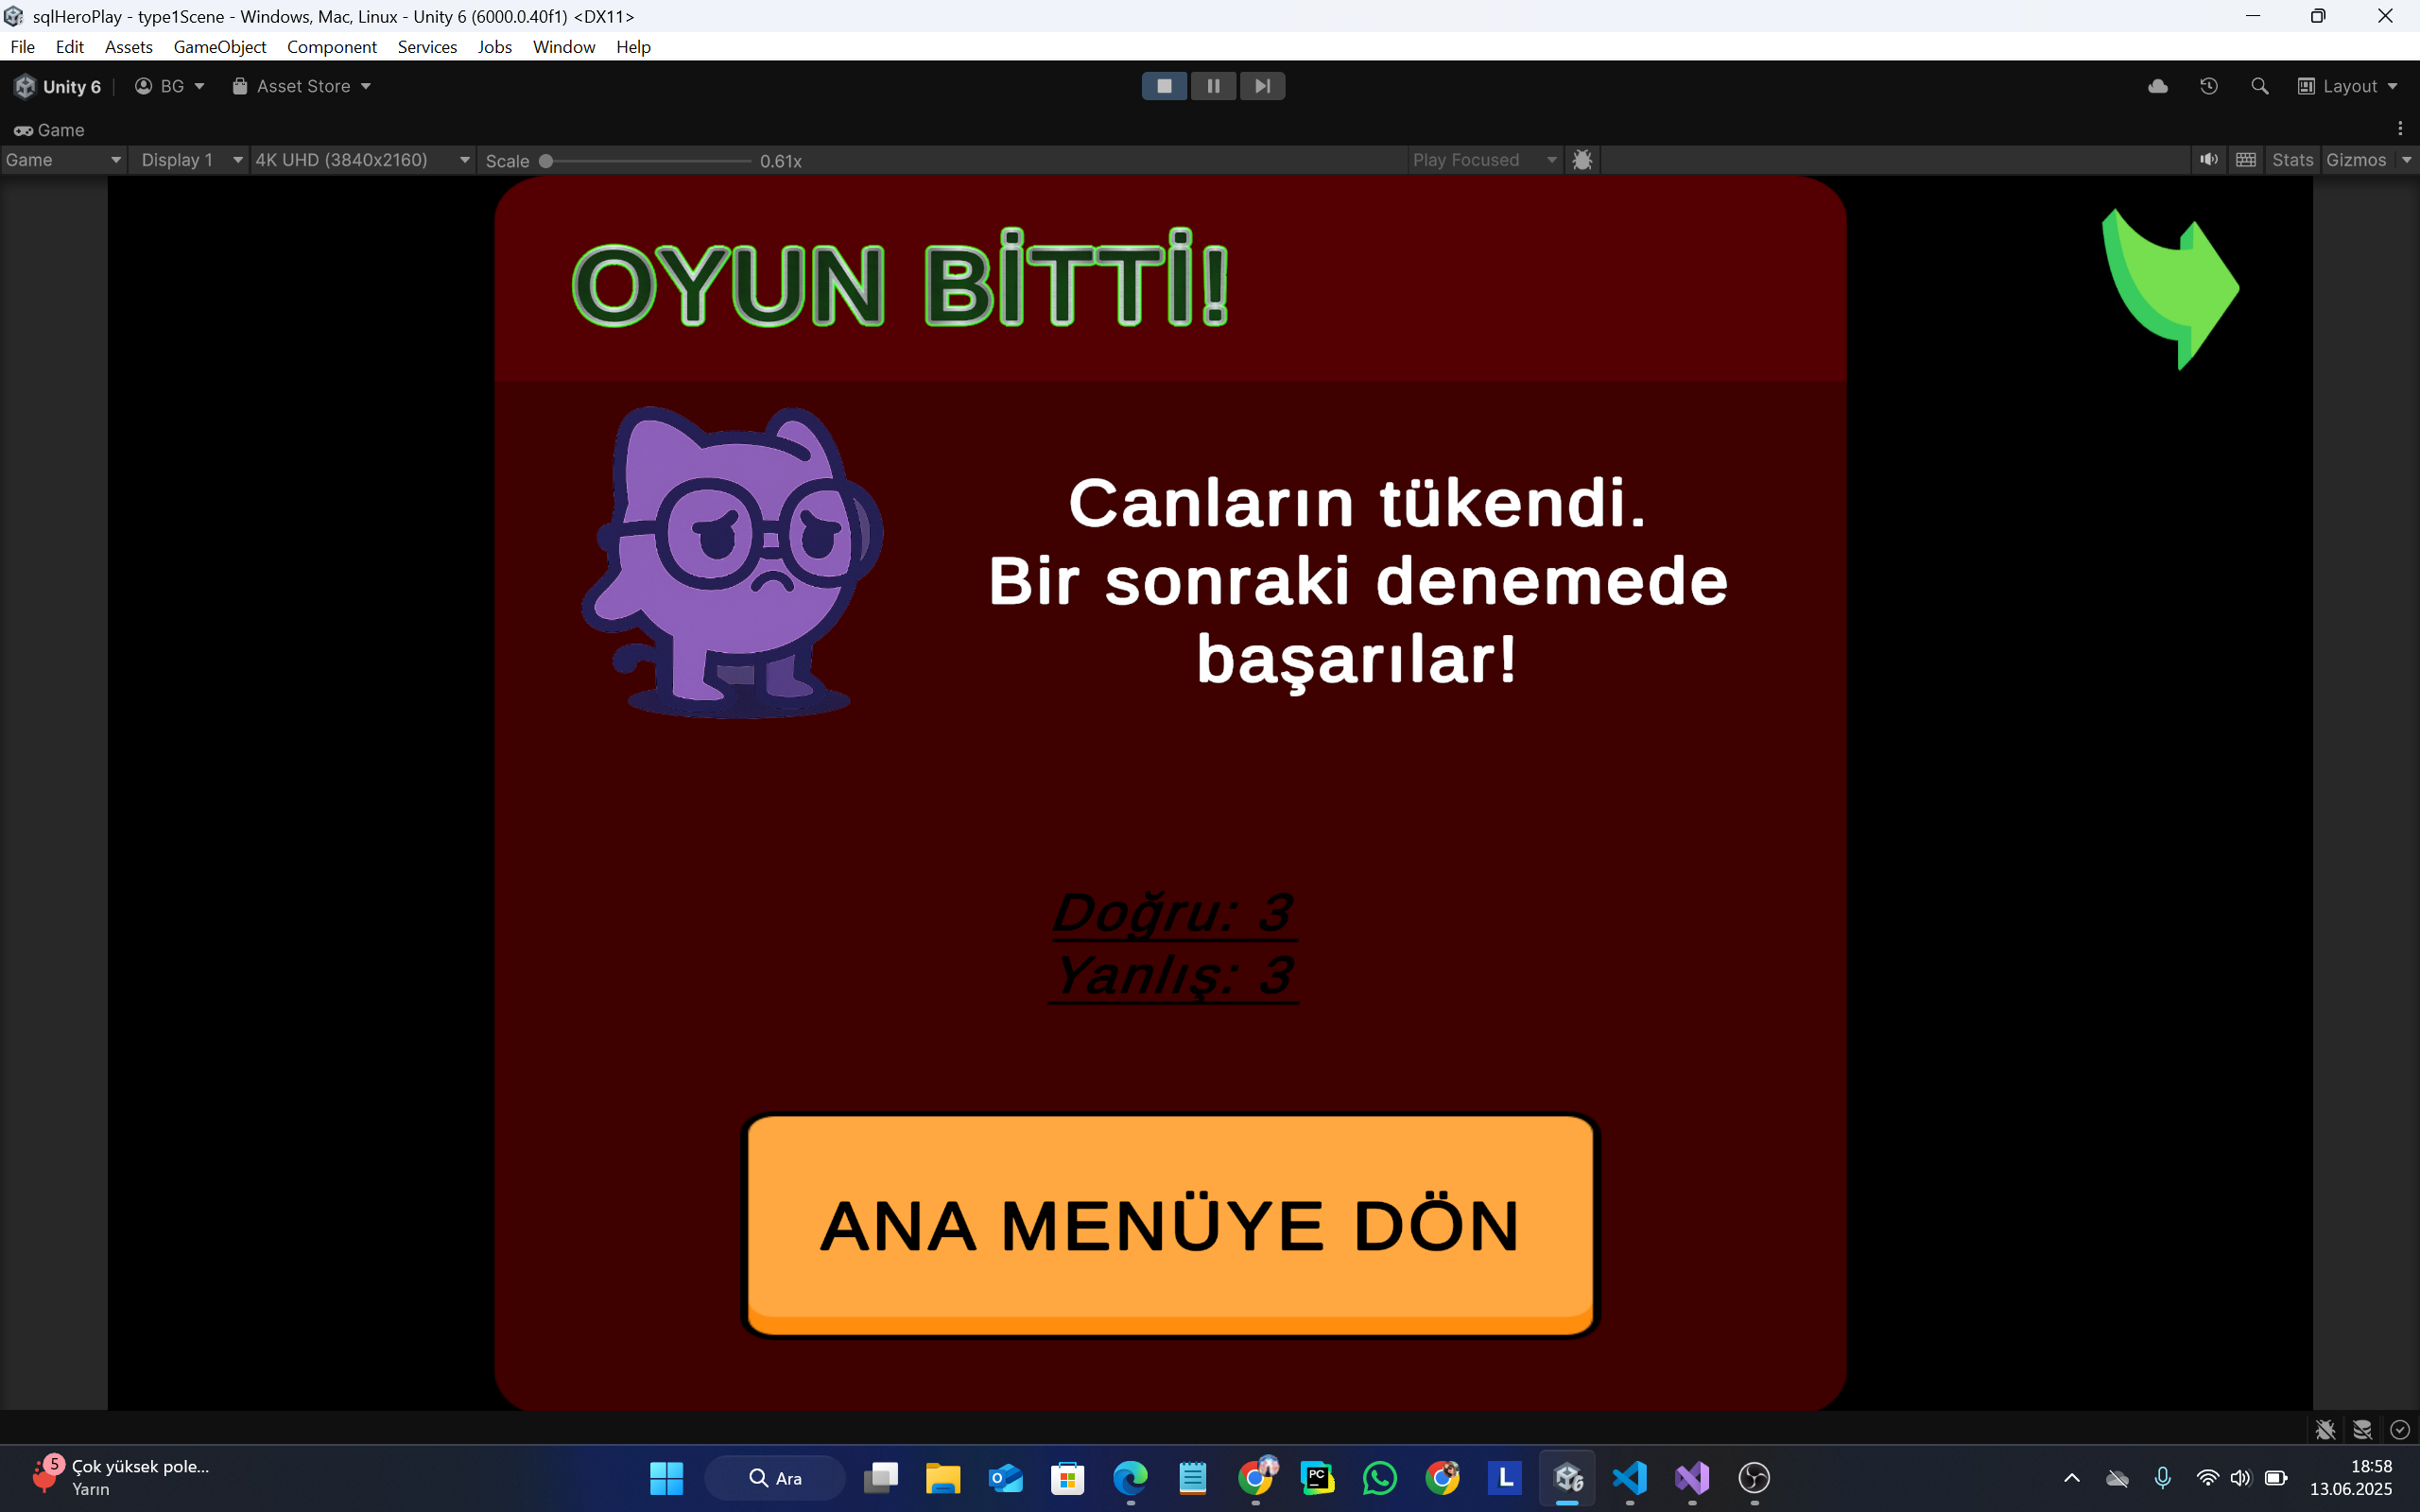 sqlHeroPlay - type1Scene - Windows, Mac, Linux - Unity 6 (6000.0.40f1) <DX11>
File Edit Assets GameObject Component Services Jobs Window Help
Unity 6 BG Asset Store Layout
Game
Game Display 1 4K UHD (3840x2160) Scale 0.61x Play Focused Stats Gizmos
OYUN BİTTİ!
Canların tükendi.
Bir sonraki denemede
başarılar!
Doğru: 3
Yanlış: 3
ANA MENÜYE DÖN
5 Çok yüksek pole...
Yarın
Ara
PC
L
6
18:58
13.06.2025